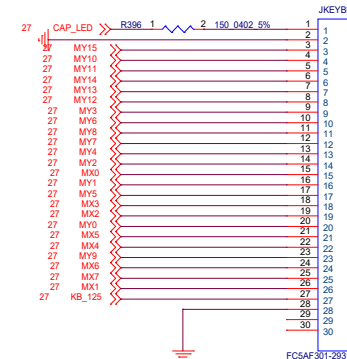 JKEYB
27 CAP_LED R396 1 2 150_0402_5% 1 1
2 2
27 MY15 3 3
27 MY10 4 4
27 MY11 5 5
27 MY14 6 6
27 MY13 7 7
27 MY12 8 8
27 MY3 9 9
27 MY6 10 10
27 MY8 11 11
27 MY7 12 12
27 MY4 13 13
27 MY2 14 14
27 MX0 15 15
27 MY1 16 16
27 MY5 17 17
27 MX3 18 18
27 MX2 19 19
27 MY0 20 20
27 MX5 21 21
27 MX4 22 22
27 MY9 23 23
27 MX6 24 24
27 MX7 25 25
27 MX1 26 26
27 KB_125 27 27
28 28
29 29
30 30
FC5AF301-293